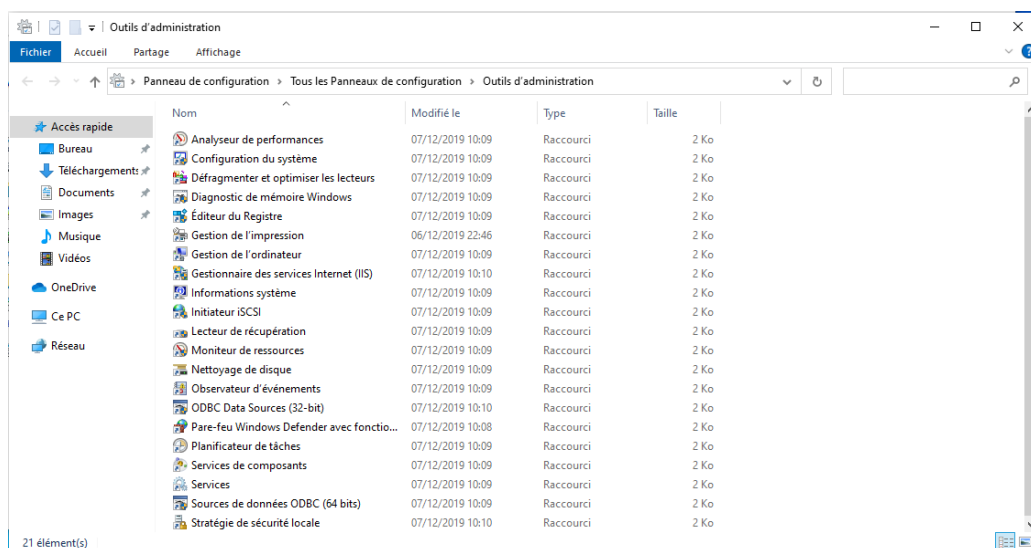 Outils d'administration
Fichier Accueil Partage Affichage
Panneau de configuration > Tous les Panneaux de configuration > Outils d'administration
Nom Modifié le Type Taille
Accès rapide
Bureau
Téléchargements
Documents
Images
Musique
Vidéos
OneDrive
Ce PC
Réseau
Analyseur de performances 07/12/2019 10:09 Raccourci 2 Ko
Configuration du système 07/12/2019 10:09 Raccourci 2 Ko
Défragmenter et optimiser les lecteurs 07/12/2019 10:09 Raccourci 2 Ko
Diagnostic de mémoire Windows 07/12/2019 10:09 Raccourci 2 Ko
Éditeur du Registre 07/12/2019 10:09 Raccourci 2 Ko
Gestion de l'impression 06/12/2019 22:46 Raccourci 2 Ko
Gestion de l'ordinateur 07/12/2019 10:09 Raccourci 2 Ko
Gestionnaire des services Internet (IIS) 07/12/2019 10:10 Raccourci 2 Ko
Informations système 07/12/2019 10:09 Raccourci 2 Ko
Initiateur iSCSI 07/12/2019 10:09 Raccourci 2 Ko
Lecteur de récupération 07/12/2019 10:09 Raccourci 2 Ko
Moniteur de ressources 07/12/2019 10:09 Raccourci 2 Ko
Nettoyage de disque 07/12/2019 10:09 Raccourci 2 Ko
Observateur d'événements 07/12/2019 10:09 Raccourci 2 Ko
ODBC Data Sources (32-bit) 07/12/2019 10:10 Raccourci 2 Ko
Pare-feu Windows Defender avec fonctio... 07/12/2019 10:08 Raccourci 2 Ko
Planificateur de tâches 07/12/2019 10:09 Raccourci 2 Ko
Services de composants 07/12/2019 10:09 Raccourci 2 Ko
Services 07/12/2019 10:09 Raccourci 2 Ko
Sources de données ODBC (64 bits) 07/12/2019 10:09 Raccourci 2 Ko
Stratégie de sécurité locale 07/12/2019 10:10 Raccourci 2 Ko
21 élément(s)